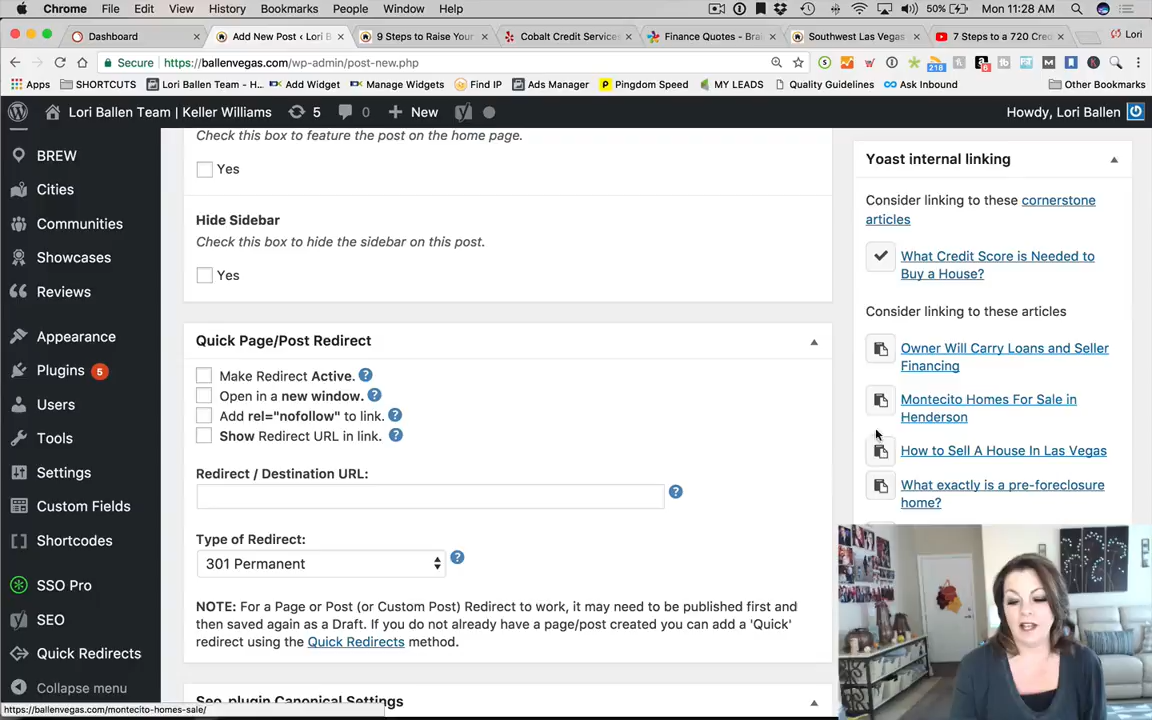 Chrome File Edit View History Bookmarks People Window Help 50% Mon 11:28 AM
Dashboard Add New Post ‹ Lori B 9 Steps to Raise Your Cobalt Credit Services Finance Quotes - Bra Southwest Las Vegas 7 Steps to a 720 Cre Lori
Secure https://ballenvegas.com/wp-admin/post-new.php 218 6
Apps SHORTCUTS Lori Ballen Team - H... Add Widget Manage Widgets Find IP Ads Manager Pingdom Speed MY LEADS Quality Guidelines Ask Inbound Other Bookmarks
Lori Ballen Team | Keller Williams 5 0 New Howdy, Lori Ballen
BREW
Cities
Communities
Showcases
Reviews
Appearance
Plugins 5
Users
Tools
Settings
Custom Fields
Shortcodes
SSO Pro
SEO
Quick Redirects
Collapse menu
https://ballenvegas.com/montecito-homes-sale/
Check this box to feature the post on the home page.
Yes
Hide Sidebar
Check this box to hide the sidebar on this post.
Yes
Quick Page/Post Redirect
Make Redirect Active. ?
Open in a new window. ?
Add rel="nofollow" to link. ?
Show Redirect URL in link. ?
Redirect / Destination URL:
?
Type of Redirect:
301 Permanent ?
NOTE: For a Page or Post (or Custom Post) Redirect to work, it may need to be published first and
then saved again as a Draft. If you do not already have a page/post created you can add a 'Quick'
redirect using the Quick Redirects method.
Seo-plugin Canonical Settings
Yoast internal linking
Consider linking to these cornerstone
articles
What Credit Score is Needed to
Buy a House?
Consider linking to these articles
Owner Will Carry Loans and Seller
Financing
Montecito Homes For Sale in
Henderson
How to Sell A House In Las Vegas
What exactly is a pre-foreclosure
home?